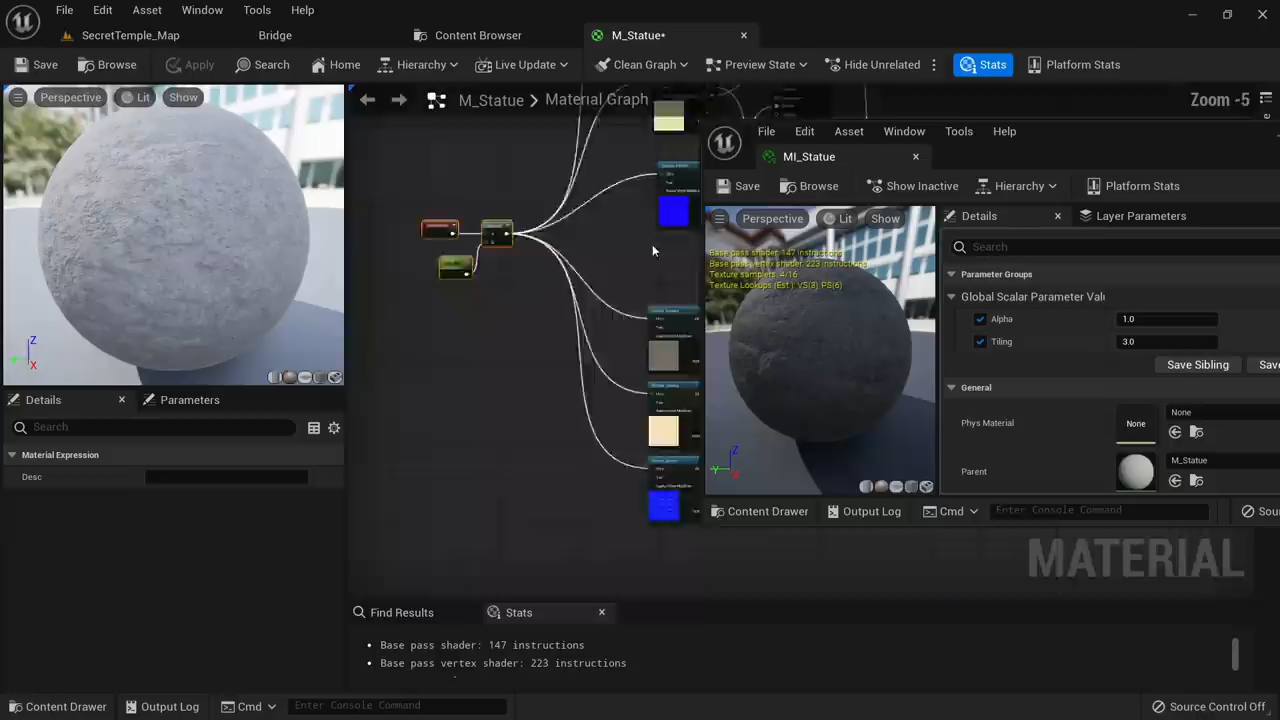 File Edit Asset Window Tools Help
SecretTemple_Map Bridge Content Browser M_Statue*
Save Browse Apply Search Home Hierarchy Live Update Clean Graph Preview State Hide Unrelated Stats Platform Stats
Perspective Lit Show
M_Statue > Material Graph
Zoom -5
File Edit Asset Window Tools Help
MI_Statue
Save Browse Show Inactive Hierarchy Platform Stats
Perspective Lit Show
Base pass shader: 147 instructions
Base pass vertex shader: 223 instructions
Texture samplers: 4/16
Texture Lookups (Est.): VS(3) PS(6)
Details Layer Parameters
Search
Parameter Groups
Global Scalar Parameter Valu
Alpha 1.0
Tiling 3.0
Save Sibling Save
General
Phys Material None None
Parent M_Statue
Content Drawer Output Log Cmd Enter Console Command Sour
Z
X
Y
Z
X
Details Parameters
Search
Material Expression
Desc
MATERIAL
Find Results Stats
• Base pass shader: 147 instructions
• Base pass vertex shader: 223 instructions
Content Drawer Output Log Cmd Enter Console Command Source Control Off